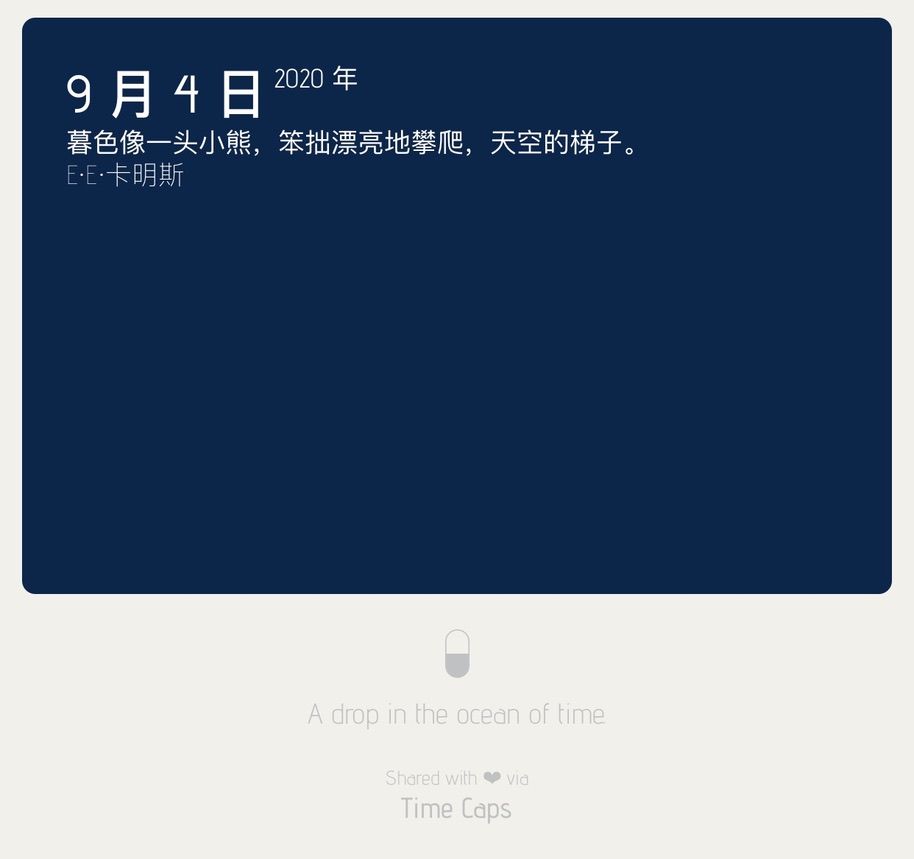 9 月 4 日 2020 年
暮色像一头小熊，笨拙漂亮地攀爬，天空的梯子。
E·E·卡明斯
A drop in the ocean of time
Shared with ❤ via
Time Caps